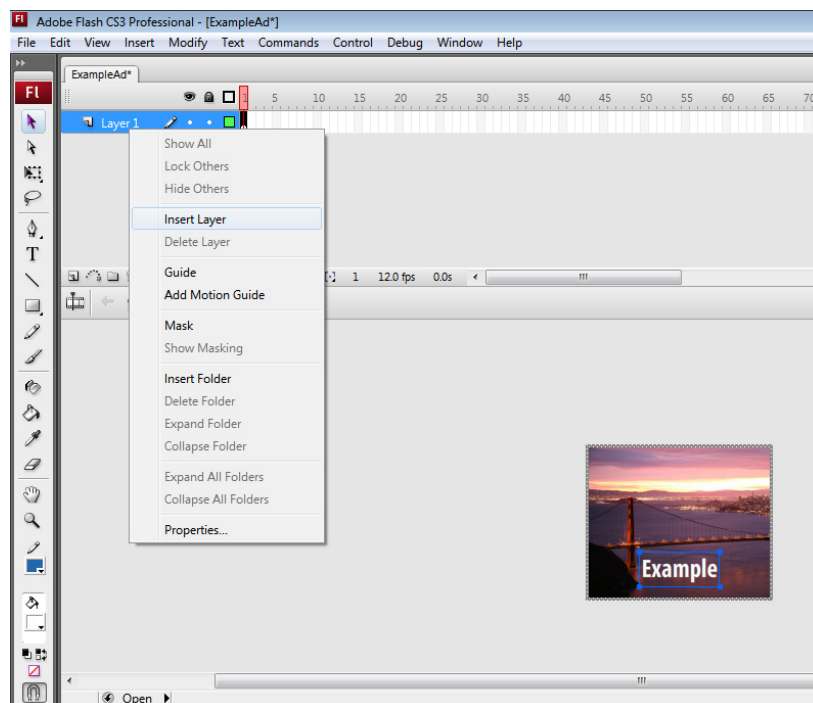 Fl Adobe Flash CS3 Professional - [ExampleAd*]
File Edit View Insert Modify Text Commands Control Debug Window Help
ExampleAd*
Fl
1 5 10 15 20 25 30 35 40 45 50 55 60 65 70
Layer 1
Show All
Lock Others
Hide Others
Insert Layer
Delete Layer
Guide
1 12.0 fps 0.0s
Add Motion Guide
Mask
Show Masking
Insert Folder
Delete Folder
Expand Folder
Collapse Folder
Expand All Folders
Collapse All Folders
Properties...
Example
Open